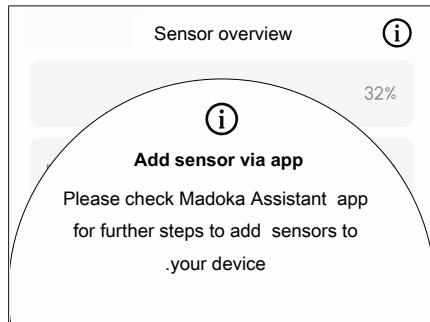 Sensor overview
32%
Add sensor via app
Please check Madoka Assistant app
for further steps to add sensors to
.your device